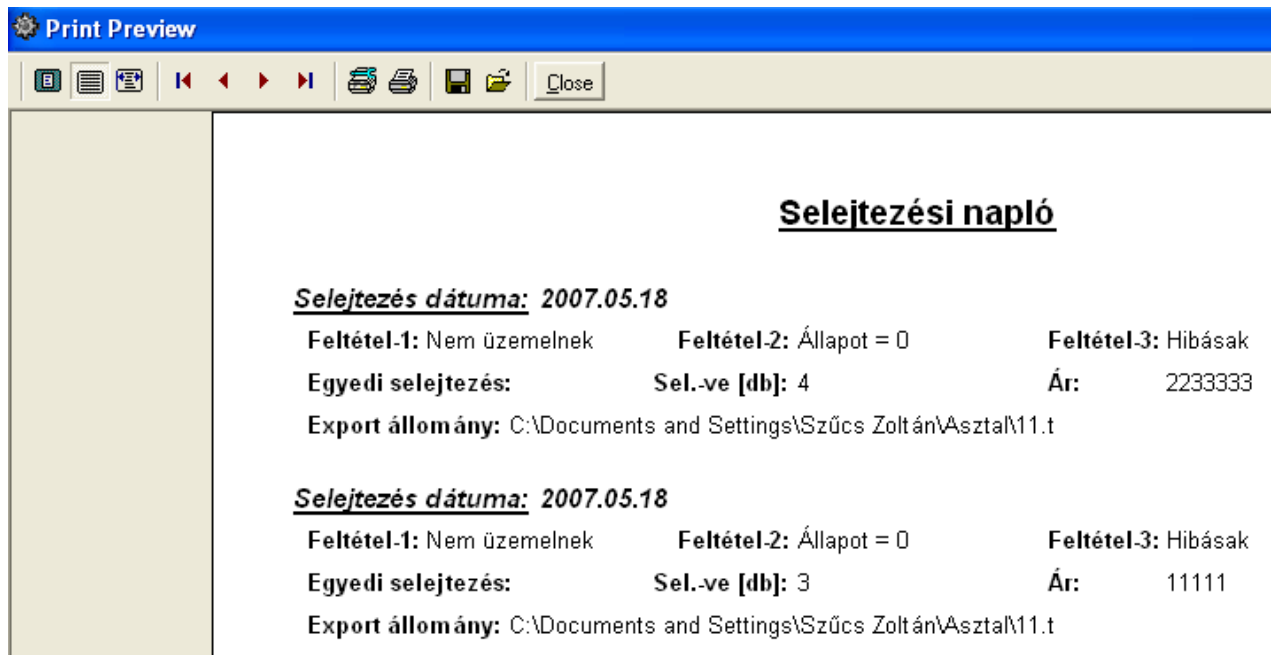 Print Preview
Close
Selejtezési napló
Selejtezés dátuma: 2007.05.18
Feltétel-1: Nem üzemelnek Feltétel-2: Állapot = 0 Feltétel-3: Hibásak
Egyedi selejtezés: Sel.-ve [db]: 4 Ár: 2233333
Export állomány: C:\Documents and Settings\Szűcs Zoltán\Asztal\11.t
Selejtezés dátuma: 2007.05.18
Feltétel-1: Nem üzemelnek Feltétel-2: Állapot = 0 Feltétel-3: Hibásak
Egyedi selejtezés: Sel.-ve [db]: 3 Ár: 11111
Export állomány: C:\Documents and Settings\Szűcs Zoltán\Asztal\11.t